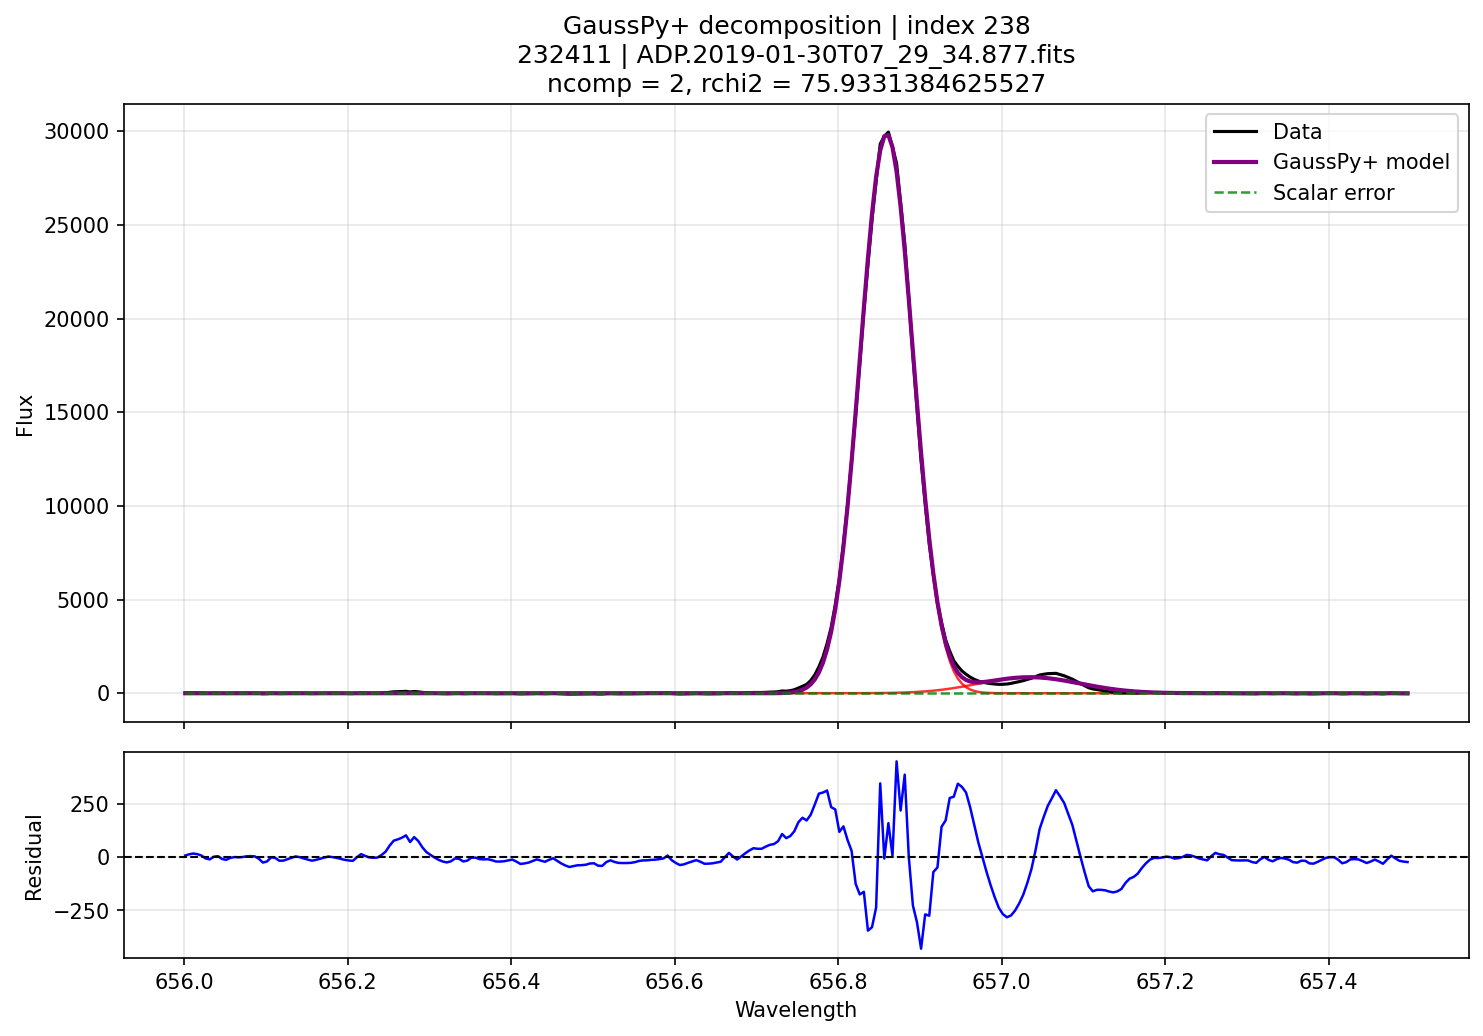 GaussPy+ decomposition | index 238
232411 | ADP.2019-01-30T07_29_34.877.fits
ncomp = 2, rchi2 = 75.9331384625527
30000
25000
20000
15000
10000
5000
0
Flux
Data
GaussPy+ model
Scalar error
250
0
−250
Residual
656.0
656.2
656.4
656.6
656.8
657.0
657.2
657.4
Wavelength